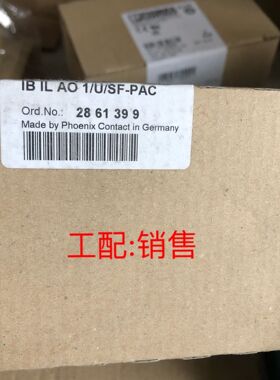 IB IL AO 1/U/SF-PAC
Ord.No.: 28 61 39 9
Made by Phoenix Contact in Germany
工配:销售